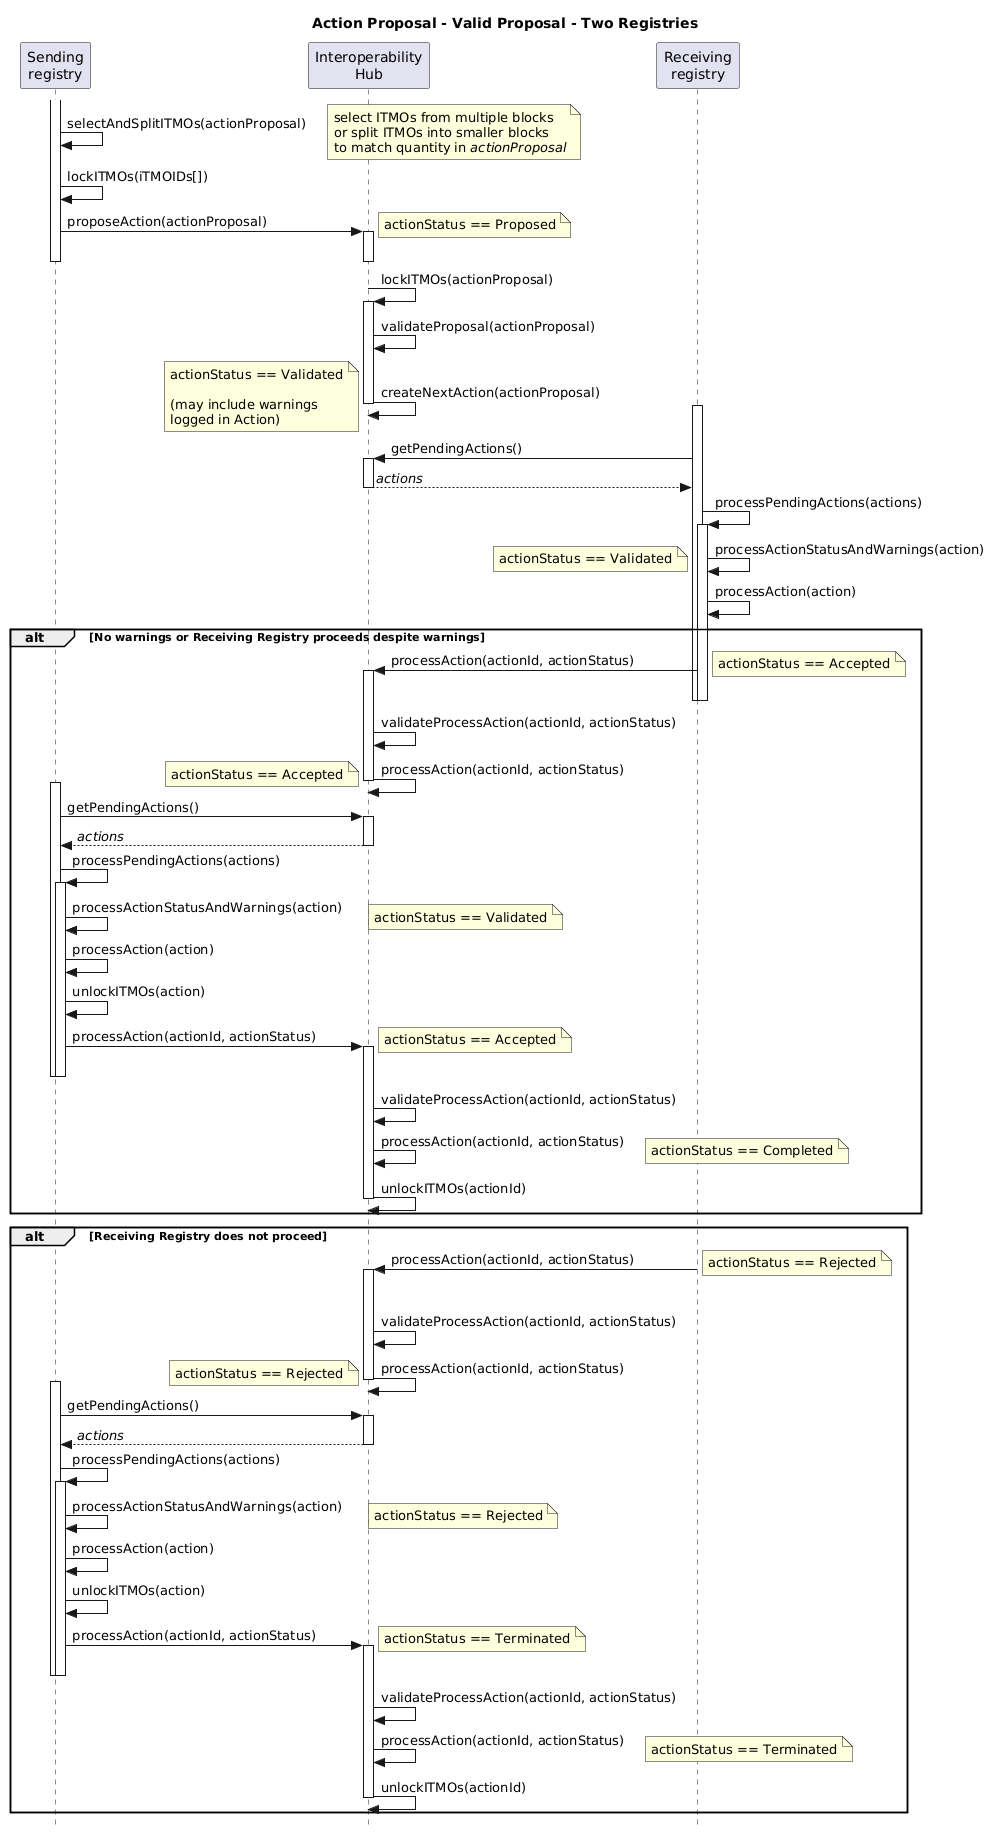 Action Proposal - Valid Proposal - Two Registries
Sending
registry
Interoperability
Hub
Receiving
registry
selectAndSplitITMOs(actionProposal)
select ITMOs from multiple blocks
or split ITMOs into smaller blocks
to match quantity in actionProposal
lockITMOs(iTMOIDs[])
proposeAction(actionProposal)
actionStatus == Proposed
lockITMOs(actionProposal)
validateProposal(actionProposal)
actionStatus == Validated
(may include warnings
logged in Action)
createNextAction(actionProposal)
getPendingActions()
actions
processPendingActions(actions)
actionStatus == Validated
processActionStatusAndWarnings(action)
processAction(action)
alt
[No warnings or Receiving Registry proceeds despite warnings]
processAction(actionId, actionStatus)
actionStatus == Accepted
validateProcessAction(actionId, actionStatus)
actionStatus == Accepted
processAction(actionId, actionStatus)
getPendingActions()
actions
processPendingActions(actions)
processActionStatusAndWarnings(action)
actionStatus == Validated
processAction(action)
unlockITMOs(action)
processAction(actionId, actionStatus)
actionStatus == Accepted
validateProcessAction(actionId, actionStatus)
processAction(actionId, actionStatus)
actionStatus == Completed
unlockITMOs(actionId)
alt
[Receiving Registry does not proceed]
processAction(actionId, actionStatus)
actionStatus == Rejected
validateProcessAction(actionId, actionStatus)
actionStatus == Rejected
processAction(actionId, actionStatus)
getPendingActions()
actions
processPendingActions(actions)
processActionStatusAndWarnings(action)
actionStatus == Rejected
processAction(action)
unlockITMOs(action)
processAction(actionId, actionStatus)
actionStatus == Terminated
validateProcessAction(actionId, actionStatus)
processAction(actionId, actionStatus)
actionStatus == Terminated
unlockITMOs(actionId)